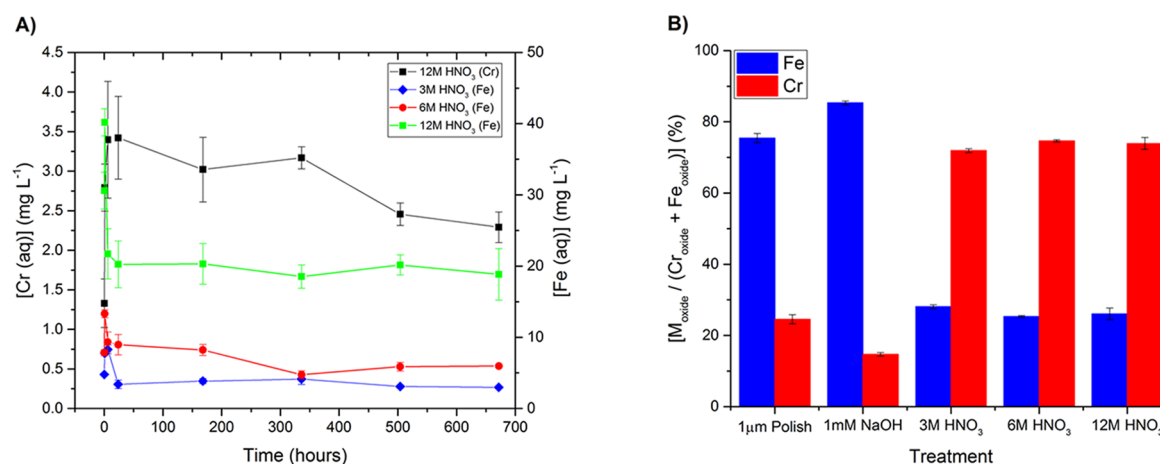 A)
4.5
4.0
3.5
3.0
2.5
2.0
1.5
1.0
0.5
0.0
[Cr (aq)] (mg L⁻¹)
12M HNO₃ (Cr)
3M HNO₃ (Fe)
6M HNO₃ (Fe)
12M HNO₃ (Fe)
50
40
30
20
10
0
[Fe (aq)] (mg L⁻¹)
0 100 200 300 400 500 600 700
Time (hours)
B)
100
80
60
40
20
0
[M_oxide / (Cr_oxide + Fe_oxide)] (%)
Fe
Cr
1μm Polish 1mM NaOH 3M HNO₃ 6M HNO₃ 12M HNO₃
Treatment